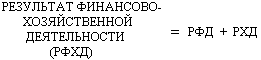 РЕЗУЛЬТАТ ФИНАНСОВО-
ХОЗЯЙСТВЕННОЙ
ДЕЯТЕЛЬНОСТИ
(РФХД)
= РФД + РХД